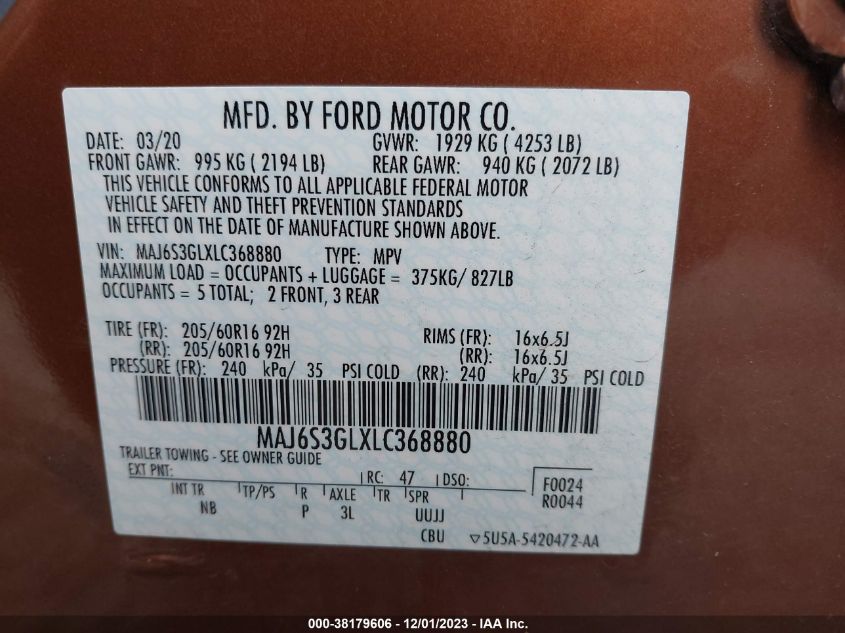 MFD. BY FORD MOTOR CO.
DATE: 03/20 GVWR: 1929 KG ( 4253 LB)
FRONT GAWR: 995 KG ( 2194 LB) REAR GAWR: 940 KG ( 2072 LB)
THIS VEHICLE CONFORMS TO ALL APPLICABLE FEDERAL MOTOR
VEHICLE SAFETY AND THEFT PREVENTION STANDARDS
IN EFFECT ON THE DATE OF MANUFACTURE SHOWN ABOVE.
VIN: MAJ6S3GLXLC368880 TYPE: MPV
MAXIMUM LOAD = OCCUPANTS + LUGGAGE = 375KG/ 827LB
OCCUPANTS = 5 TOTAL; 2 FRONT, 3 REAR
TIRE (FR): 205/60R16 92H RIMS (FR): 16x6.5J
(RR): 205/60R16 92H (RR): 16x6.5J
PRESSURE (FR): 240 kPa/ 35 PSI COLD (RR): 240 kPa/ 35 PSI COLD
MAJ6S3GLXLC368880
TRAILER TOWING - SEE OWNER GUIDE
EXT PNT: RC: 47 DSO: F0024
R0044
INT TR TP/PS R AXLE TR SPR
NB P 3L UUJJ
CBU 5U5A-5420472-AA
000-38179606 - 12/01/2023 - IAA Inc.